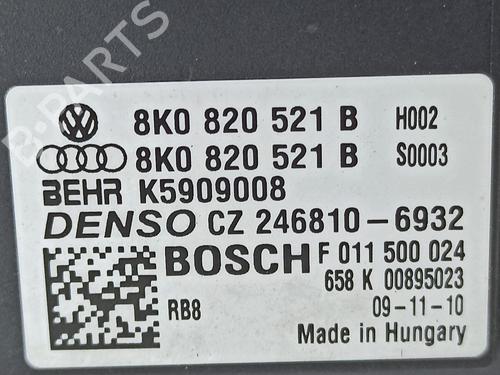 B-PARTS
8K0 820 521 B H002
8K0 820 521 B S0003
BEHR K5909008
DENSO CZ 246810-6932
BOSCH F 011 500 024
658 K 00895023
RB8 09-11-10
Made in Hungary